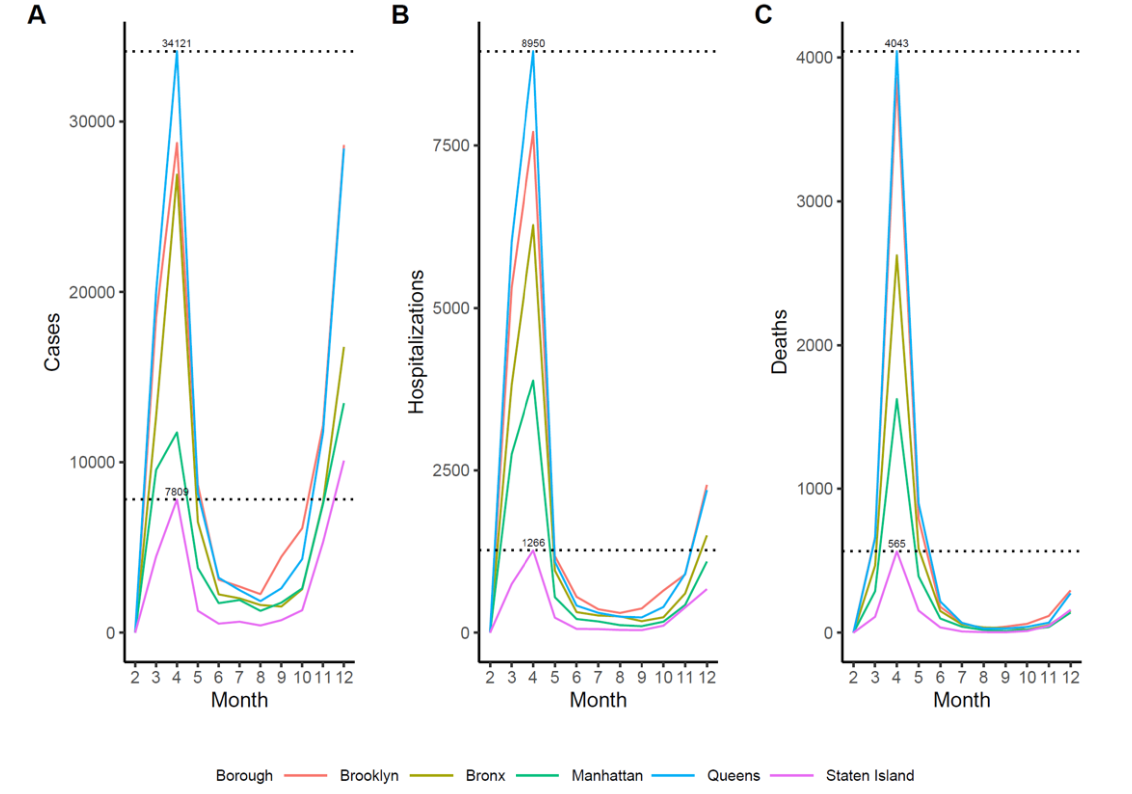 A
B
C
34121
8950
4043
30000
20000
10000
0
7809
Cases
2 3 4 5 6 7 8 9 10 11 12
Month
7500
5000
2500
0
1266
Hospitalizations
2 3 4 5 6 7 8 9 10 11 12
Month
4000
3000
2000
1000
0
565
Deaths
2 3 4 5 6 7 8 9 10 11 12
Month
Borough Brooklyn Bronx Manhattan Queens Staten Island